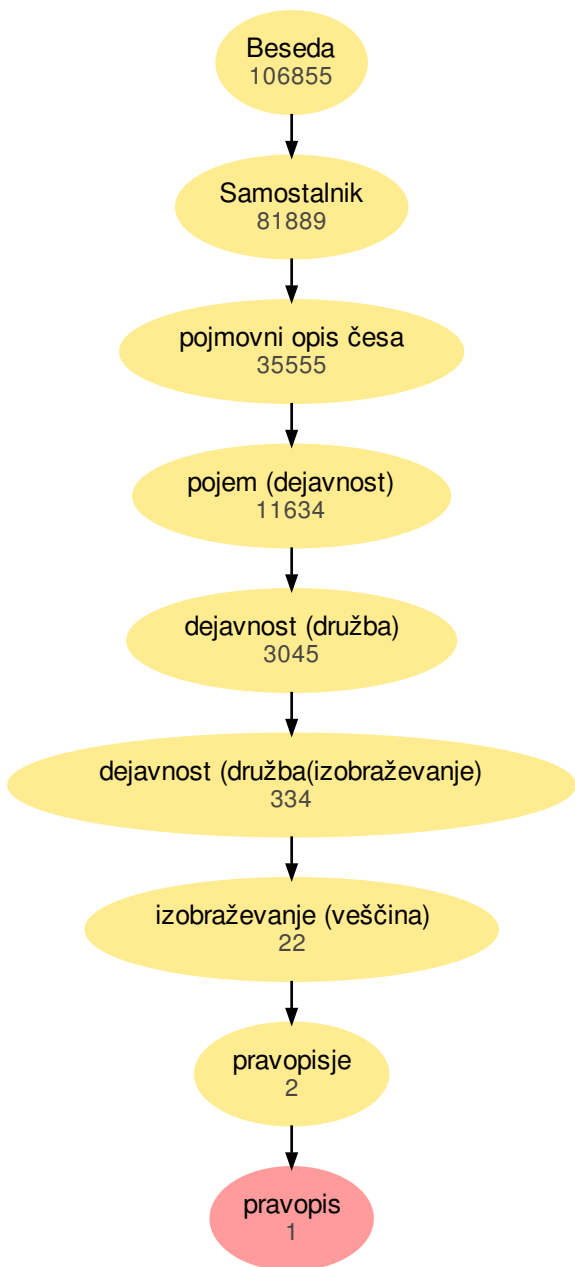 Beseda
106855
Samostalnik
81889
pojmovni opis česa
35555
pojem (dejavnost)
11634
dejavnost (družba)
3045
dejavnost (družba(izobraževanje)
334
izobraževanje (veščina)
22
pravopisje
2
pravopis
1